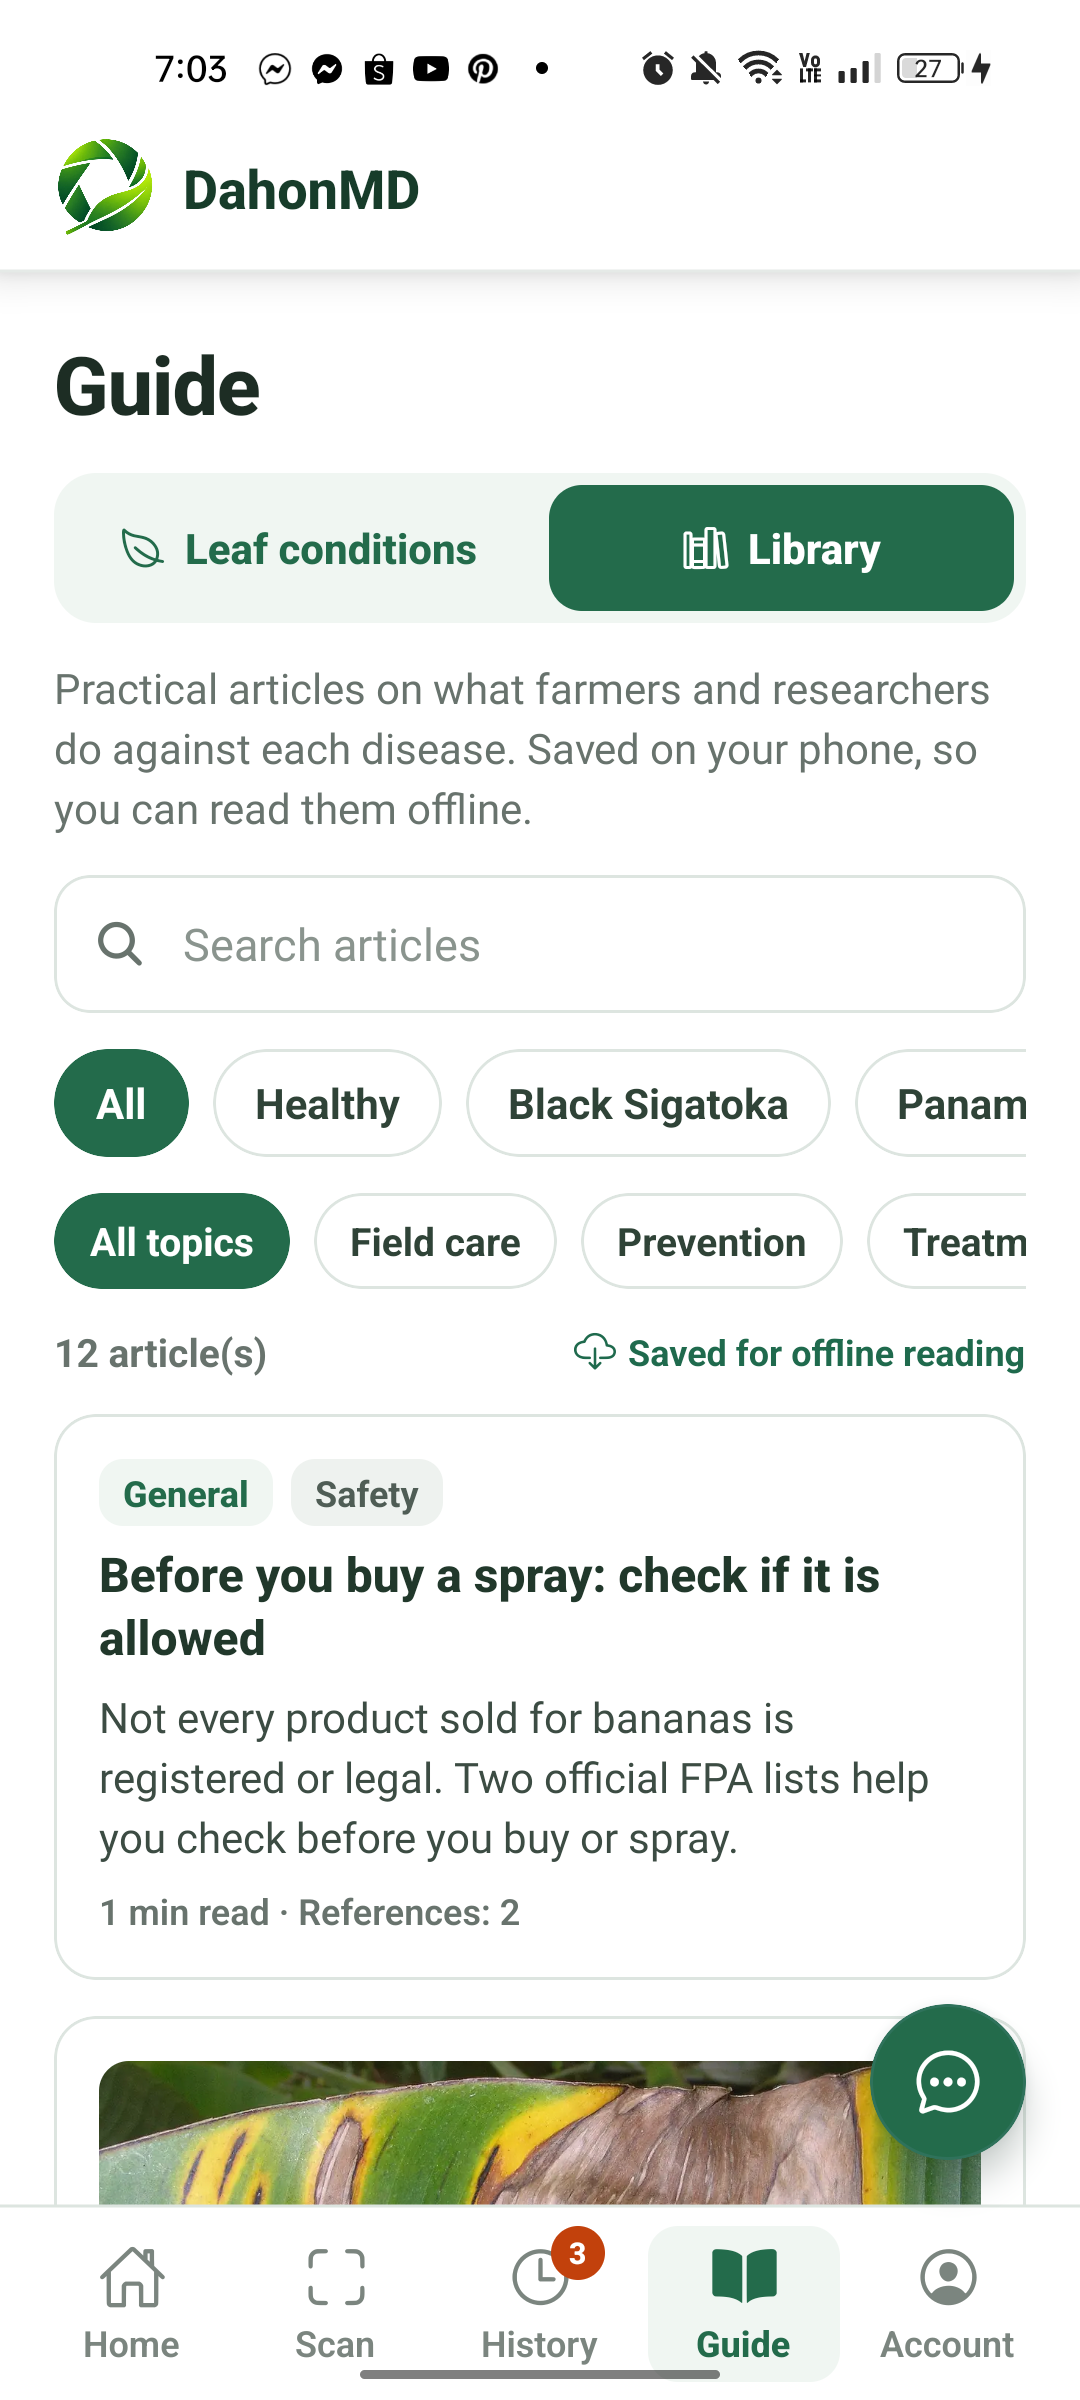 7:03
Vo
LTE
27
DahonMD
Guide
Leaf conditions
Library
Practical articles on what farmers and researchers
do against each disease. Saved on your phone, so
you can read them offline.
Search articles
All
Healthy
Black Sigatoka
Panam
All topics
Field care
Prevention
Treatm
12 article(s)
Saved for offline reading
General
Safety
Before you buy a spray: check if it is
allowed
Not every product sold for bananas is
registered or legal. Two official FPA lists help
you check before you buy or spray.
1 min read · References: 2
3
Home
Scan
History
Guide
Account